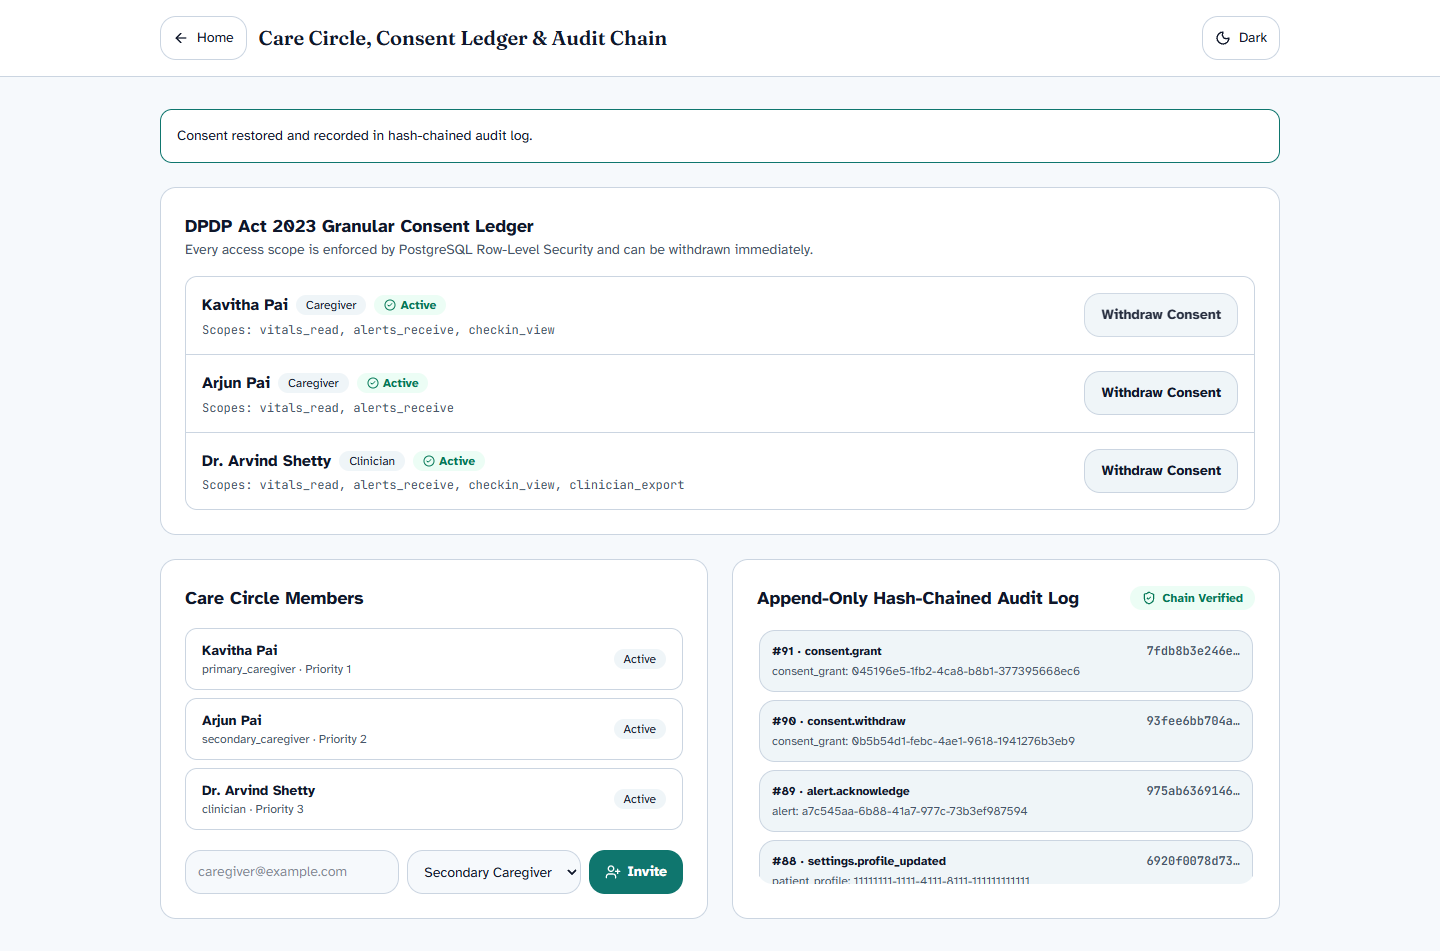 Home
Care Circle, Consent Ledger & Audit Chain
Dark
Consent restored and recorded in hash-chained audit log.
DPDP Act 2023 Granular Consent Ledger
Every access scope is enforced by PostgreSQL Row-Level Security and can be withdrawn immediately.
Kavitha Pai Caregiver Active
Scopes: vitals_read, alerts_receive, checkin_view
Withdraw Consent
Arjun Pai Caregiver Active
Scopes: vitals_read, alerts_receive
Withdraw Consent
Dr. Arvind Shetty Clinician Active
Scopes: vitals_read, alerts_receive, checkin_view, clinician_export
Withdraw Consent
Care Circle Members
Kavitha Pai
primary_caregiver · Priority 1
Active
Arjun Pai
secondary_caregiver · Priority 2
Active
Dr. Arvind Shetty
clinician · Priority 3
Active
caregiver@example.com
Secondary Caregiver
Invite
Append-Only Hash-Chained Audit Log
Chain Verified
#91 · consent.grant
7fdb8b3e246e…
consent_grant: 045196e5-1fb2-4ca8-b8b1-377395668ec6
#90 · consent.withdraw
93fee6bb704a…
consent_grant: 0b5b54d1-febc-4ae1-9618-1941276b3eb9
#89 · alert.acknowledge
975ab6369146…
alert: a7c545aa-6b88-41a7-977c-73b3ef987594
#88 · settings.profile_updated
6920f0078d73…
patient_profile: 11111111-1111-4111-8111-111111111111